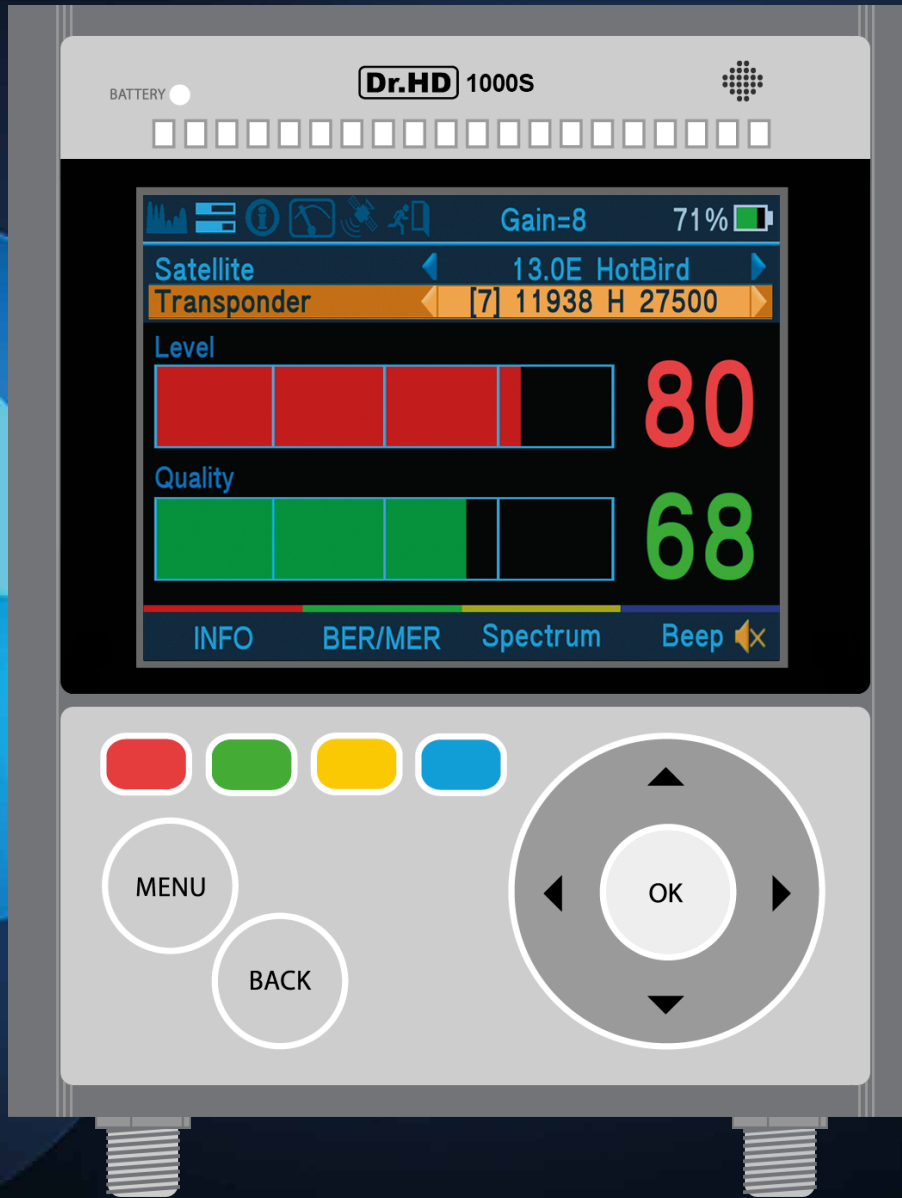 BATTERY
Dr.HD 1000S
Gain=8 71%
Satellite 13.0E HotBird
Transponder [7] 11938 H 27500
Level
80
Quality
68
INFO BER/MER Spectrum Beep
MENU
OK
BACK